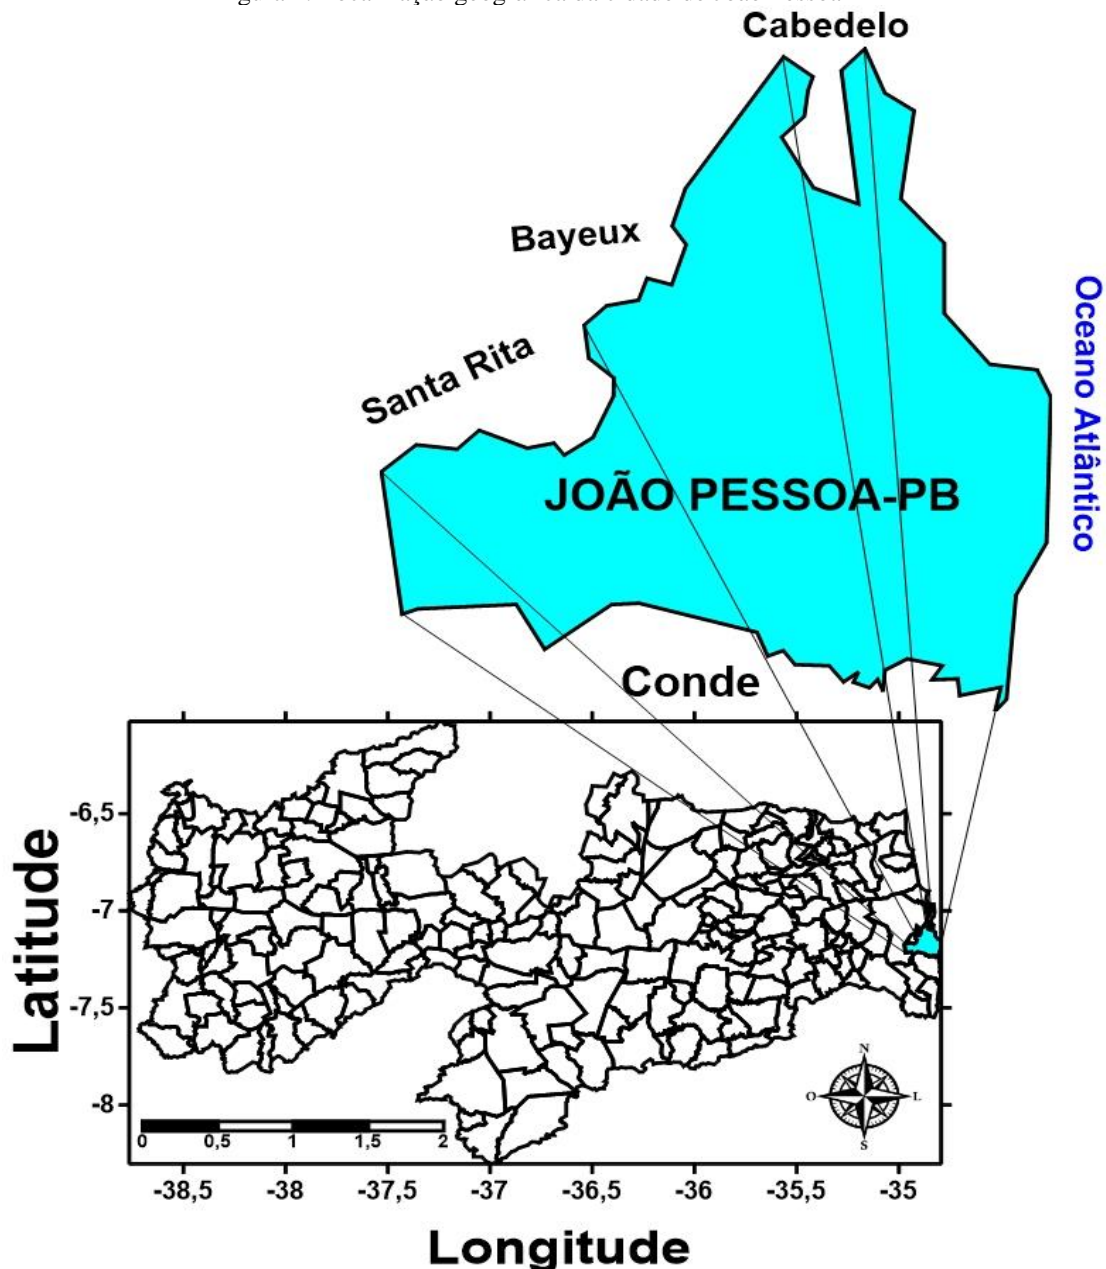 Cabedelo
Bayeux
Santa Rita
Oceano Atlântico
JOÃO PESSOA-PB
Conde
Latitude
-6,5
-7
-7,5
-8
N
O
L
S
0 0,5 1 1,5 2
-38,5 -38 -37,5 -37 -36,5 -36 -35,5 -35
Longitude